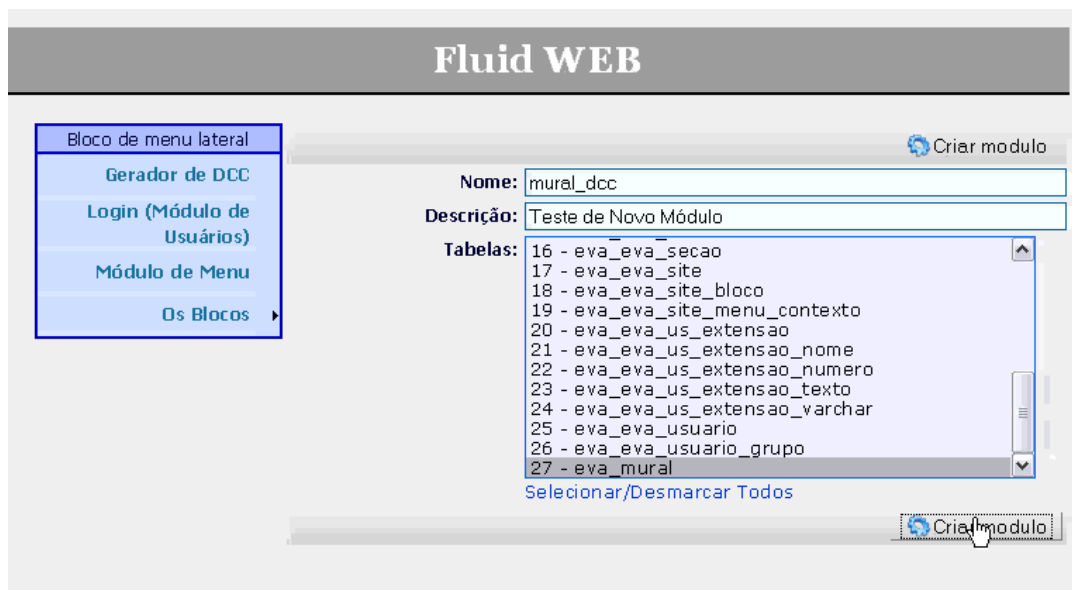 Fluid WEB
Bloco de menu lateral
Gerador de DCC
Login (Módulo de
Usuários)
Módulo de Menu
Os Blocos
Criar modulo
Nome: mural_dcc
Descrição: Teste de Novo Módulo
Tabelas:
16 - eva_eva_secao
17 - eva_eva_site
18 - eva_eva_site_bloco
19 - eva_eva_site_menu_contexto
20 - eva_eva_us_extensao
21 - eva_eva_us_extensao_nome
22 - eva_eva_us_extensao_numero
23 - eva_eva_us_extensao_texto
24 - eva_eva_us_extensao_varchar
25 - eva_eva_usuario
26 - eva_eva_usuario_grupo
27 - eva_mural
Selecionar/Desmarcar Todos
Criar modulo